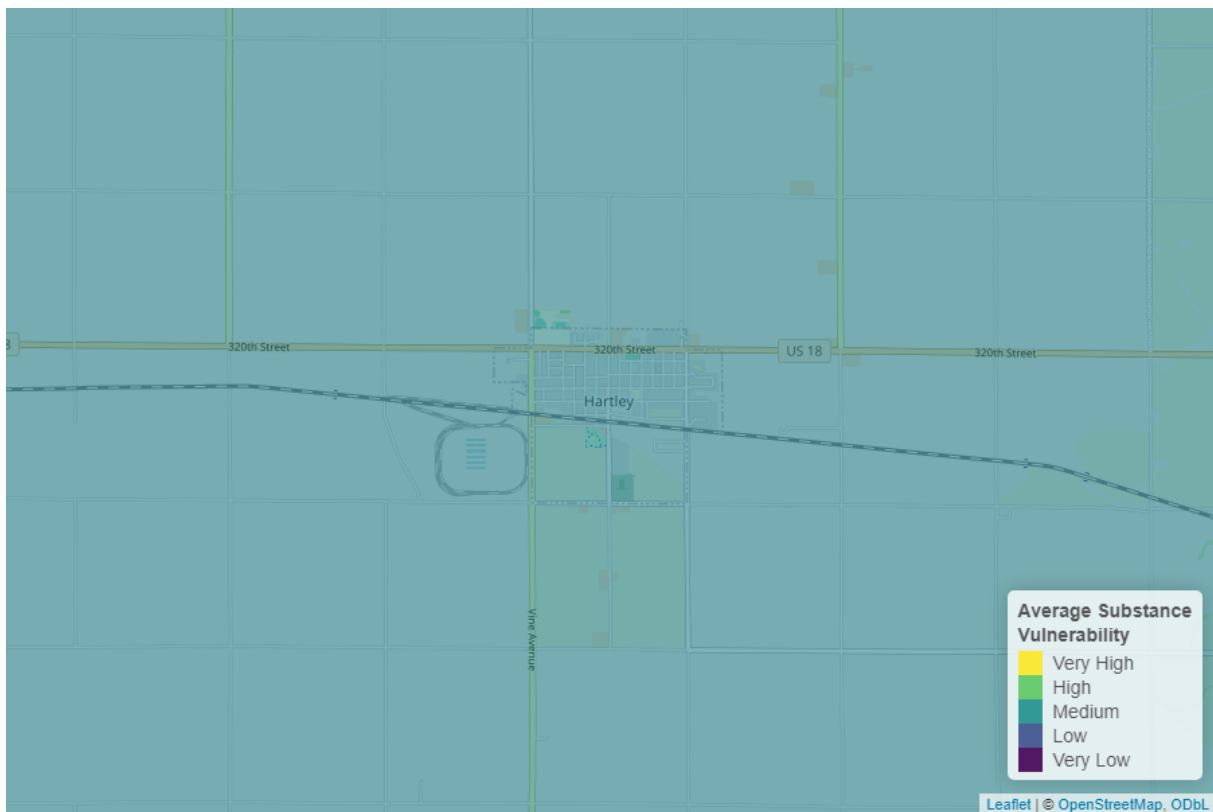 8
320th Street
320th Street
US 18
320th Street
Hartley
Vine Avenue
Average Substance
Vulnerability
Very High
High
Medium
Low
Very Low
Leaflet | © OpenStreetMap, ODbL